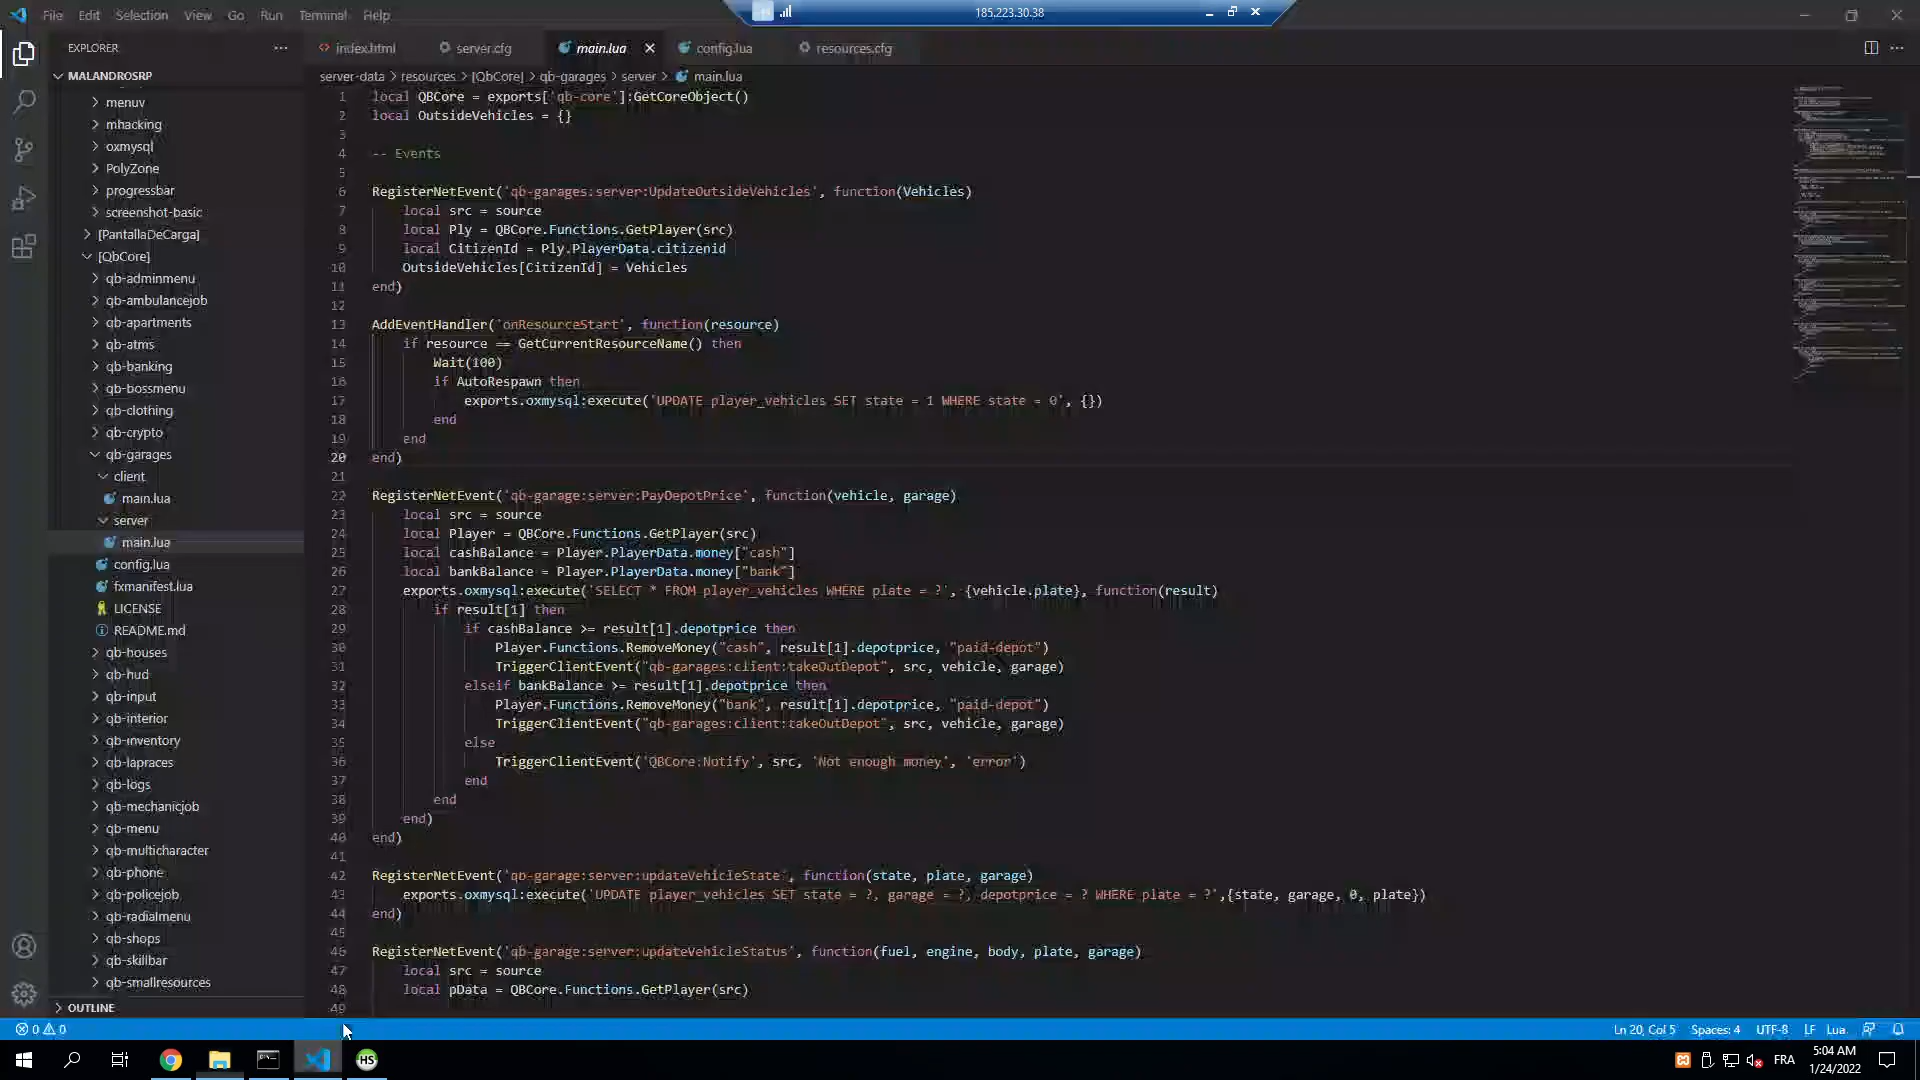 File Edit Selection View Go Run Terminal Help
185.223.30.38
EXPLORER
index.html
server.cfg
main.lua
config.lua
resources.cfg
server-data > resources > [QbCore] > qb-garages > server > main.lua
MALANDROSRP
menuv
mhacking
oxmysql
PolyZone
progressbar
screenshot-basic
[PantallaDeCarga]
[QbCore]
qb-adminmenu
qb-ambulancejob
qb-apartments
qb-atms
qb-banking
qb-bossmenu
qb-clothing
qb-crypto
qb-garages
client
main.lua
server
main.lua
config.lua
fxmanifest.lua
LICENSE
README.md
qb-houses
qb-hud
qb-input
qb-interior
qb-inventory
qb-lapraces
qb-logs
qb-mechanicjob
qb-menu
qb-multicharacter
qb-phone
qb-policejob
qb-radialmenu
qb-shops
qb-skillbar
qb-smallresources
OUTLINE
1 local QBCore = exports['qb-core']:GetCoreObject()
2 local OutsideVehicles = {}
3
4 -- Events
5
6 RegisterNetEvent('qb-garages:server:UpdateOutsideVehicles', function(Vehicles)
7 local src = source
8 local Ply = QBCore.Functions.GetPlayer(src)
9 local CitizenId = Ply.PlayerData.citizenid
10 OutsideVehicles[CitizenId] = Vehicles
11 end)
12
13 AddEventHandler('onResourceStart', function(resource)
14 if resource == GetCurrentResourceName() then
15 Wait(100)
16 if AutoRespawn then
17 exports.oxmysql:execute('UPDATE player_vehicles SET state = 1 WHERE state = 0', {})
18 end
19 end
20 end)
21
22 RegisterNetEvent('qb-garage:server:PayDepotPrice', function(vehicle, garage)
23 local src = source
24 local Player = QBCore.Functions.GetPlayer(src)
25 local cashBalance = Player.PlayerData.money["cash"]
26 local bankBalance = Player.PlayerData.money["bank"]
27 exports.oxmysql:execute('SELECT * FROM player_vehicles WHERE plate = ?', {vehicle.plate}, function(result)
28 if result[1] then
29 if cashBalance >= result[1].depotprice then
30 Player.Functions.RemoveMoney("cash", result[1].depotprice, "paid-depot")
31 TriggerClientEvent("qb-garages:client:takeOutDepot", src, vehicle, garage)
32 elseif bankBalance >= result[1].depotprice then
33 Player.Functions.RemoveMoney("bank", result[1].depotprice, "paid-depot")
34 TriggerClientEvent("qb-garages:client:takeOutDepot", src, vehicle, garage)
35 else
36 TriggerClientEvent('QBCore:Notify', src, 'Not enough money', 'error')
37 end
38 end
39 end)
40 end)
41
42 RegisterNetEvent('qb-garage:server:updateVehicleState', function(state, plate, garage)
43 exports.oxmysql:execute('UPDATE player_vehicles SET state = ?, garage = ?, depotprice = ? WHERE plate = ?',{state, garage, 0, plate})
44 end)
45
46 RegisterNetEvent('qb-garage:server:updateVehicleStatus', function(fuel, engine, body, plate, garage)
47 local src = source
48 local pData = QBCore.Functions.GetPlayer(src)
49
0 0
Ln 20, Col 5 Spaces: 4 UTF-8 LF Lua
HS
FRA
5:04 AM
1/24/2022